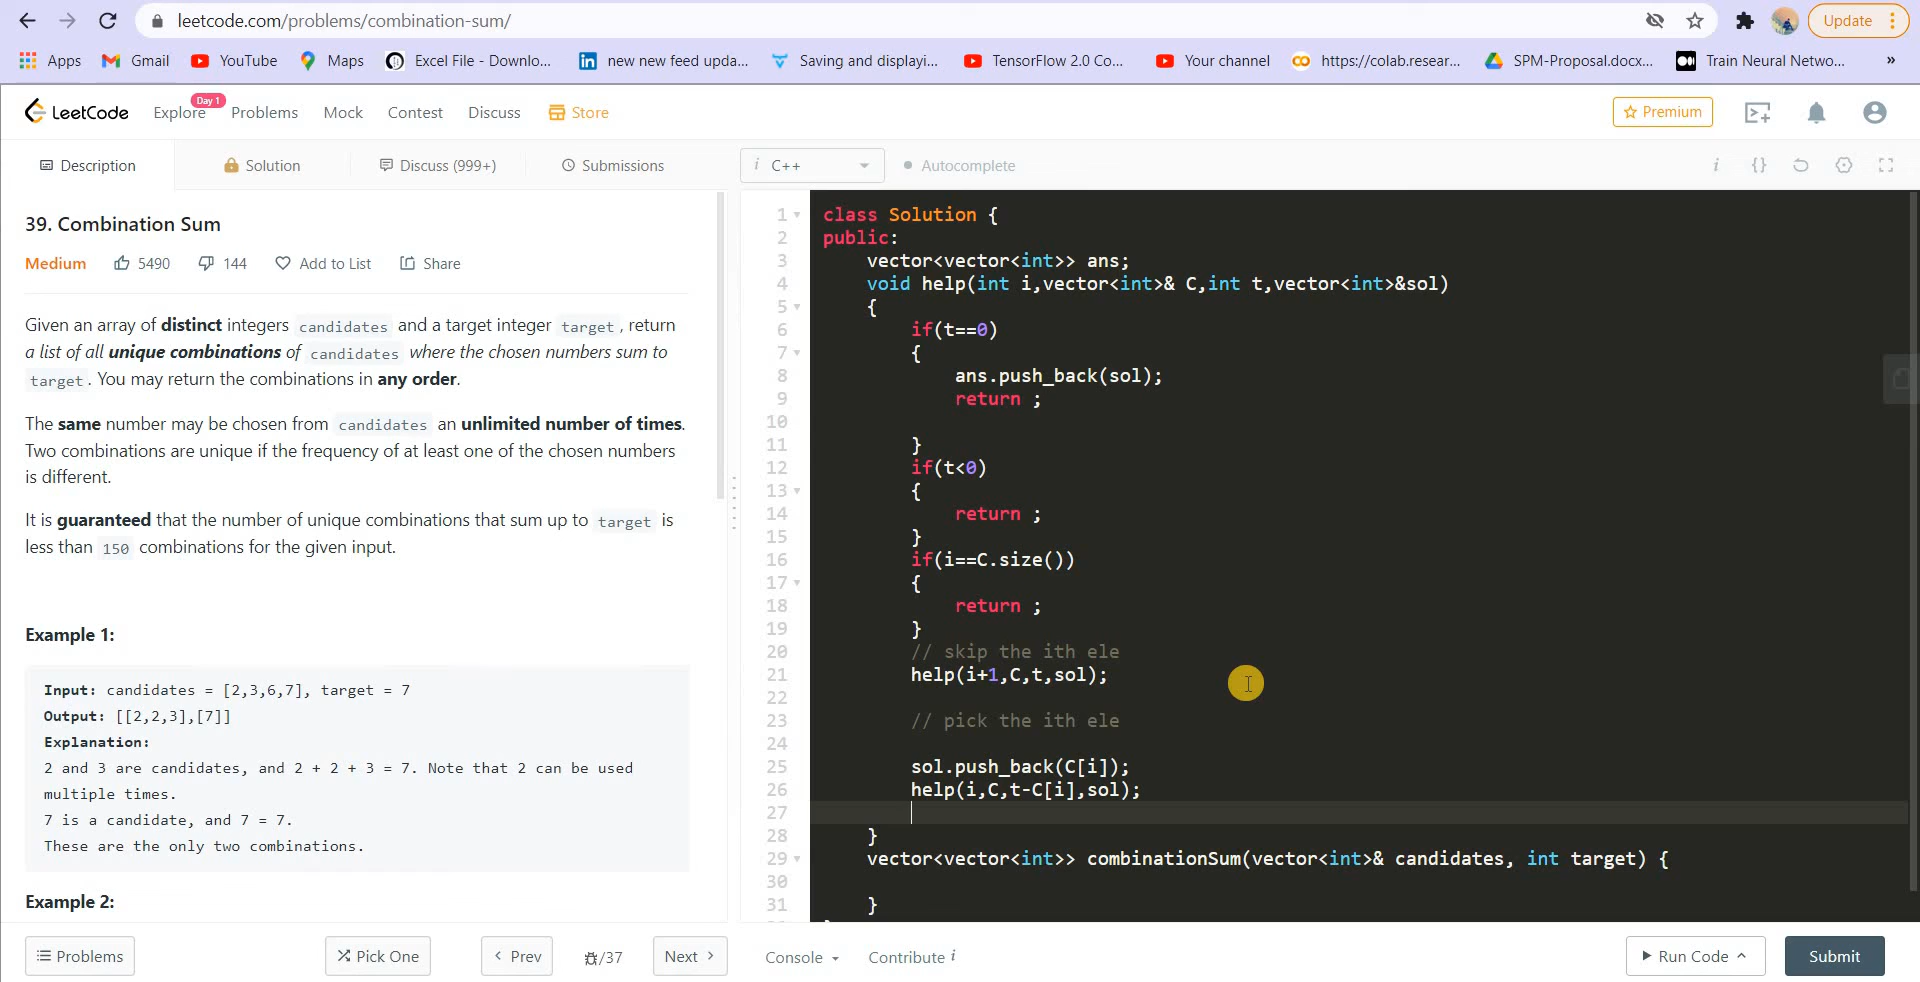 leetcode.com/problems/combination-sum/
Update
Apps
Gmail
YouTube
Maps
Excel File - Downlo...
new new feed upda...
Saving and displayi...
TensorFlow 2.0 Co...
Your channel
https://colab.resear...
SPM-Proposal.docx...
Train Neural Netwo...
»
LeetCode
Explore
Day 1
Problems
Mock
Contest
Discuss
Store
Premium
Description
Solution
Discuss (999+)
Submissions
i C++
Autocomplete
i {}
39. Combination Sum
Medium
5490
144
Add to List
Share
Given an array of distinct integers candidates and a target integer target , return
a list of all unique combinations of candidates where the chosen numbers sum to
target . You may return the combinations in any order.
The same number may be chosen from candidates an unlimited number of times.
Two combinations are unique if the frequency of at least one of the chosen numbers
is different.
It is guaranteed that the number of unique combinations that sum up to target is
less than 150 combinations for the given input.
Example 1:
Input: candidates = [2,3,6,7], target = 7
Output: [[2,2,3],[7]]
Explanation:
2 and 3 are candidates, and 2 + 2 + 3 = 7. Note that 2 can be used
multiple times.
7 is a candidate, and 7 = 7.
These are the only two combinations.
Example 2:
1 class Solution {
2 public:
3 vector<vector<int>> ans;
4 void help(int i,vector<int>& C,int t,vector<int>&sol)
5 {
6 if(t==0)
7 {
8 ans.push_back(sol);
9 return ;
10
11 }
12 if(t<0)
13 {
14 return ;
15 }
16 if(i==C.size())
17 {
18 return ;
19 }
20 // skip the ith ele
21 help(i+1,C,t,sol);
22
23 // pick the ith ele
24
25 sol.push_back(C[i]);
26 help(i,C,t-C[i],sol);
27
28 }
29 vector<vector<int>> combinationSum(vector<int>& candidates, int target) {
30
31 }
Problems
Pick One
Prev
/37
Next
Console
Contribute i
Run Code
Submit